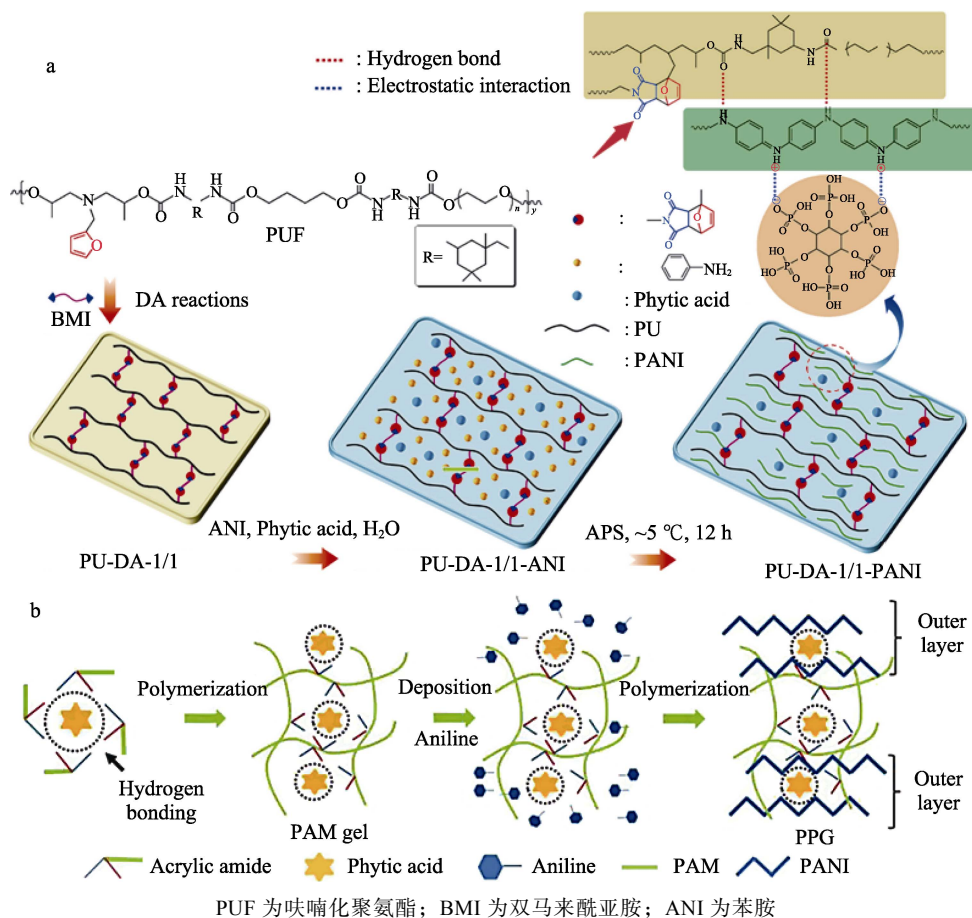 a
: Hydrogen bond
: Electrostatic interaction
PUF
R=
BMI
DA reactions
:
: NH₂
: Phytic acid
: PU
: PANI
PU-DA-1/1
ANI, Phytic acid, H₂O
PU-DA-1/1-ANI
APS, ~5 ℃, 12 h
PU-DA-1/1-PANI
b
Hydrogen
bonding
Polymerization
PAM gel
Deposition
Aniline
Polymerization
PPG
Outer
layer
Outer
layer
Acrylic amide
Phytic acid
Aniline
PAM
PANI
PUF 为呋喃化聚氨酯；BMI 为双马来酰亚胺；ANI 为苯胺